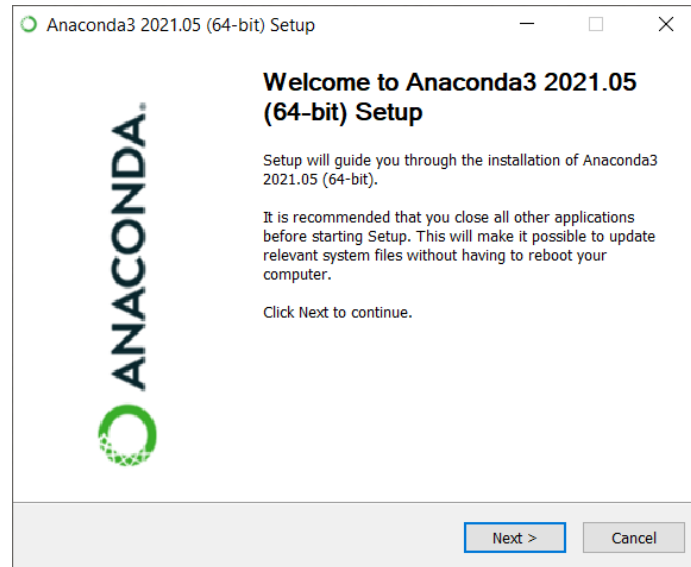 Anaconda3 2021.05 (64-bit) Setup
Welcome to Anaconda3 2021.05
(64-bit) Setup
Setup will guide you through the installation of Anaconda3
2021.05 (64-bit).
It is recommended that you close all other applications
before starting Setup. This will make it possible to update
relevant system files without having to reboot your
computer.
Click Next to continue.
ANACONDA.
Next >
Cancel